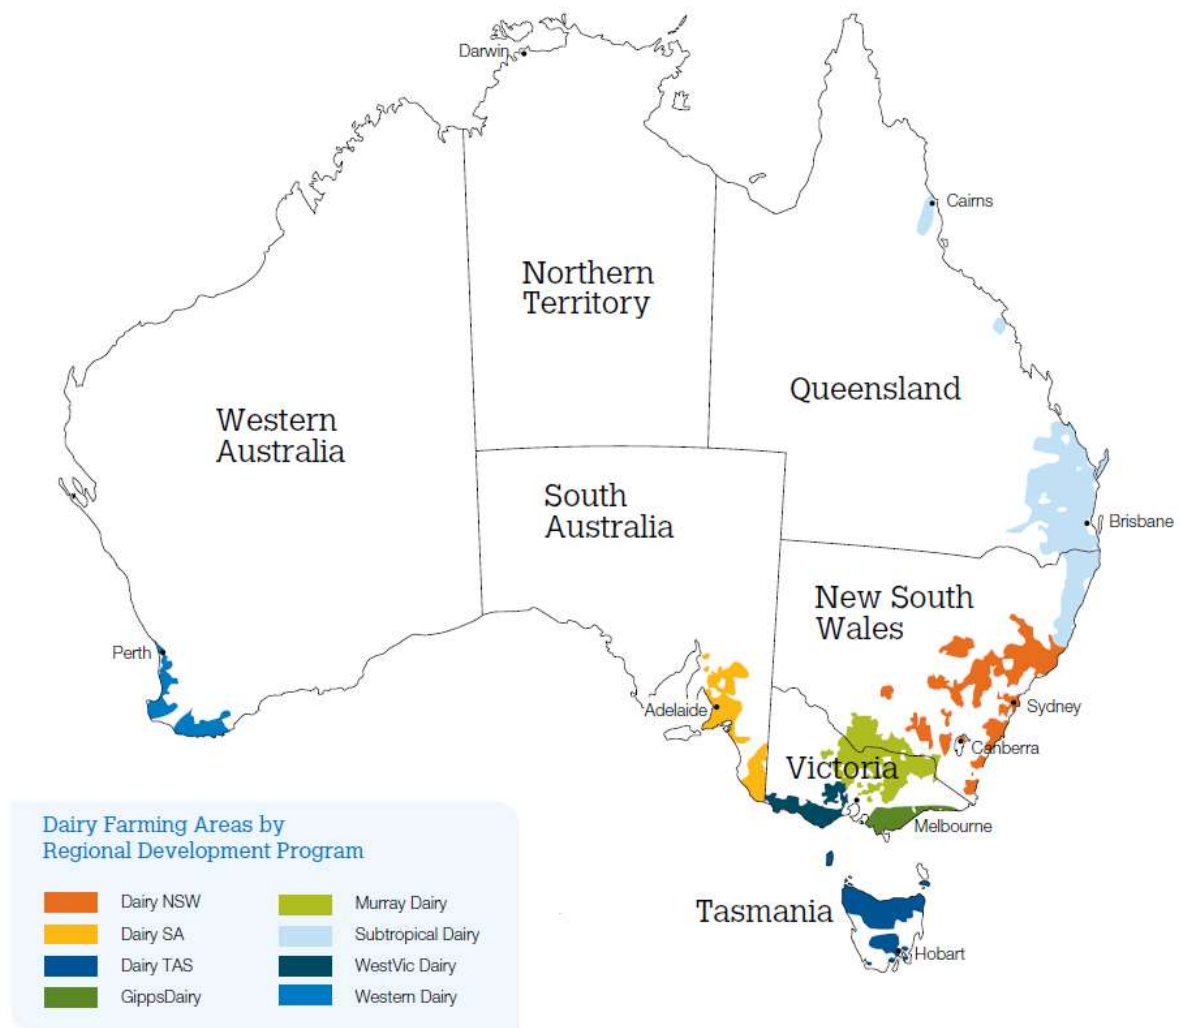 Darwin
Cairns
Northern
Territory
Queensland
Western
Australia
South
Australia
Brisbane
New South
Wales
Perth
Adelaide
Sydney
Canberra
Victoria
Melbourne
Tasmania
Hobart
Dairy Farming Areas by
Regional Development Program
Dairy NSW
Dairy SA
Dairy TAS
GippsDairy
Murray Dairy
Subtropical Dairy
WestVic Dairy
Western Dairy